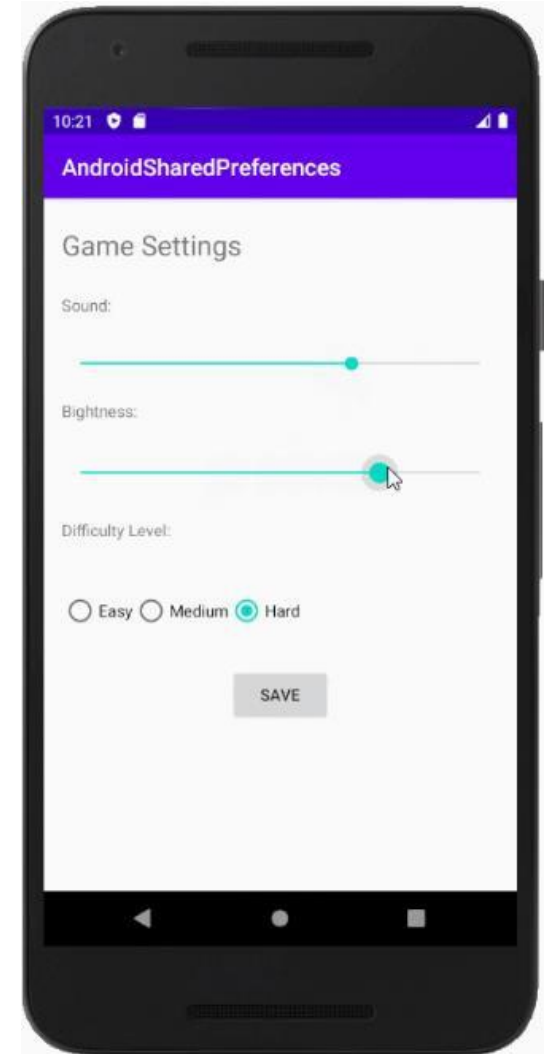 10:21
AndroidSharedPreferences
Game Settings
Sound:
Bightness:
Difficulty Level:
Easy Medium Hard
SAVE